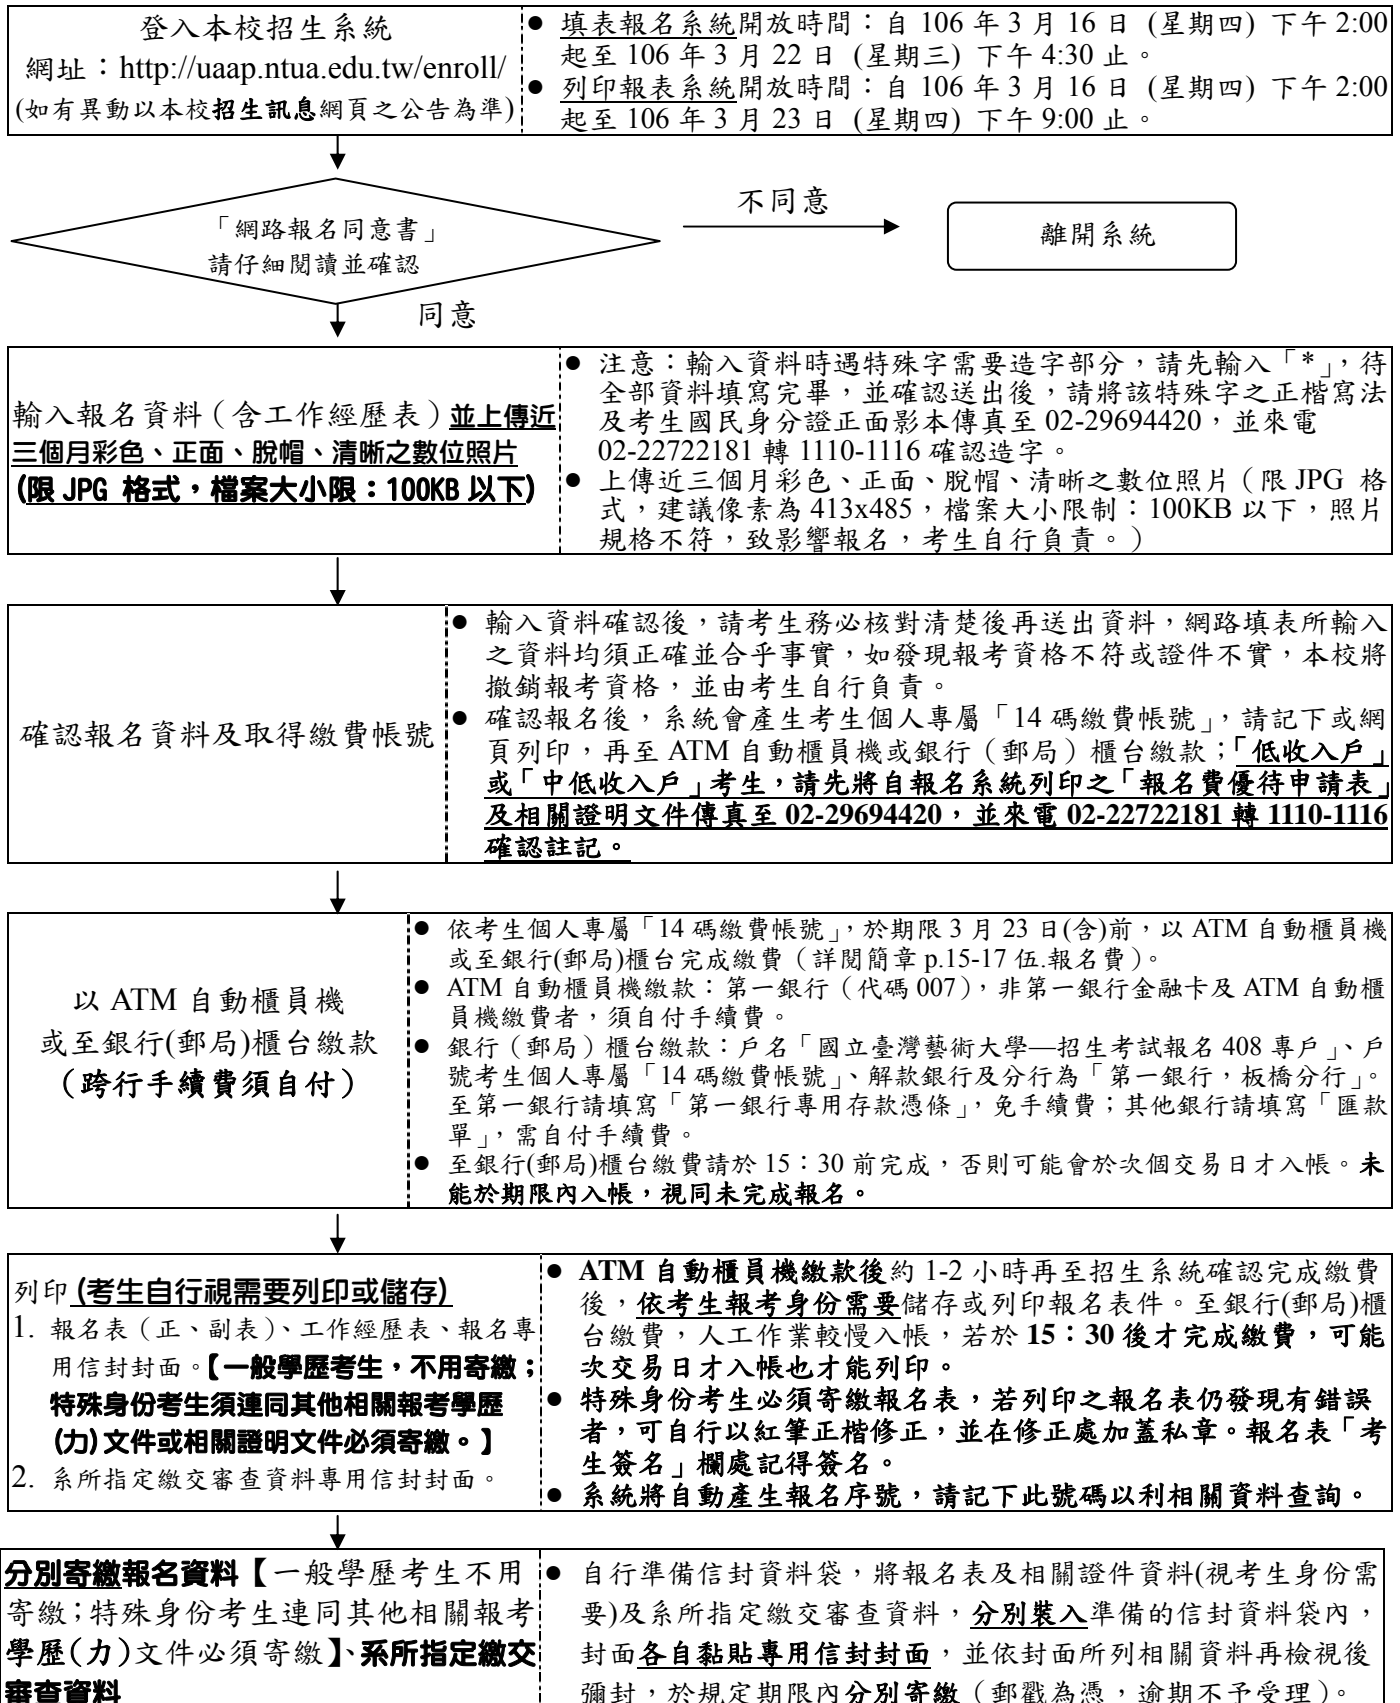 登入本校招生系統
網址：http://uaap.ntua.edu.tw/enroll/
(如有異動以本校招生訊息網頁之公告為準)
● 填表報名系統開放時間：自 106 年 3 月 16 日 (星期四) 下午 2:00
起至 106 年 3 月 22 日 (星期三) 下午 4:30 止。
● 列印報表系統開放時間：自 106 年 3 月 16 日 (星期四) 下午 2:00
起至 106 年 3 月 23 日 (星期四) 下午 9:00 止。
「網路報名同意書」
請仔細閱讀並確認
不同意
離開系統
同意
輸入報名資料（含工作經歷表）並上傳近
三個月彩色、正面、脫帽、清晰之數位照片
(限 JPG 格式，檔案大小限：100KB 以下)
● 注意：輸入資料時遇特殊字需要造字部分，請先輸入「*」，待
全部資料填寫完畢，並確認送出後，請將該特殊字之正楷寫法
及考生國民身分證正面影本傳真至 02-29694420，並來電
02-22722181 轉 1110-1116 確認造字。
● 上傳近三個月彩色、正面、脫帽、清晰之數位照片（限 JPG 格
式，建議像素為 413x485，檔案大小限制：100KB 以下，照片
規格不符，致影響報名，考生自行負責。）
確認報名資料及取得繳費帳號
● 輸入資料確認後，請考生務必核對清楚後再送出資料，網路填表所輸入
之資料均須正確並合乎事實，如發現報考資格不符或證件不實，本校將
撤銷報考資格，並由考生自行負責。
● 確認報名後，系統會產生考生個人專屬「14 碼繳費帳號」，請記下或網
頁列印，再至 ATM 自動櫃員機或銀行（郵局）櫃台繳款；「低收入戶」
或「中低收入戶」考生，請先將自報名系統列印之「報名費優待申請表」
及相關證明文件傳真至 02-29694420，並來電 02-22722181 轉 1110-1116
確認註記。
以 ATM 自動櫃員機
或至銀行(郵局)櫃台繳款
（跨行手續費須自付）
● 依考生個人專屬「14 碼繳費帳號」，於期限 3 月 23 日(含)前，以 ATM 自動櫃員機
或至銀行(郵局)櫃台完成繳費（詳閱簡章 p.15-17 伍.報名費）。
● ATM 自動櫃員機繳款：第一銀行（代碼 007），非第一銀行金融卡及 ATM 自動櫃
員機繳費者，須自付手續費。
● 銀行（郵局）櫃台繳款：戶名「國立臺灣藝術大學—招生考試報名 408 專戶」、戶
號考生個人專屬「14 碼繳費帳號」、解款銀行及分行為「第一銀行，板橋分行」。
至第一銀行請填寫「第一銀行專用存款憑條」，免手續費；其他銀行請填寫「匯款
單」，需自付手續費。
● 至銀行(郵局)櫃台繳費請於 15：30 前完成，否則可能會於次個交易日才入帳。未
能於期限內入帳，視同未完成報名。
列印(考生自行視需要列印或儲存)
1. 報名表（正、副表）、工作經歷表、報名專
用信封封面。【一般學歷考生，不用寄繳；
特殊身份考生須連同其他相關報考學歷
(力)文件或相關證明文件必須寄繳。】
2. 系所指定繳交審查資料專用信封封面。
● ATM 自動櫃員機繳款後約 1-2 小時再至招生系統確認完成繳費
後，依考生報考身份需要儲存或列印報名表件。至銀行(郵局)櫃
台繳費，人工作業較慢入帳，若於 15：30 後才完成繳費，可能
次交易日才入帳也才能列印。
● 特殊身份考生必須寄繳報名表，若列印之報名表仍發現有錯誤
者，可自行以紅筆正楷修正，並在修正處加蓋私章。報名表「考
生簽名」欄處記得簽名。
● 系統將自動產生報名序號，請記下此號碼以利相關資料查詢。
分別寄繳報名資料【一般學歷考生不用
寄繳；特殊身份考生連同其他相關報考
學歷(力)文件必須寄繳】、系所指定繳交
審查資料
● 自行準備信封資料袋，將報名表及相關證件資料(視考生身份需
要)及系所指定繳交審查資料，分別裝入準備的信封資料袋內，
封面各自黏貼專用信封封面，並依封面所列相關資料再檢視後
彌封，於規定期限內分別寄繳（郵戳為憑，逾期不予受理）。